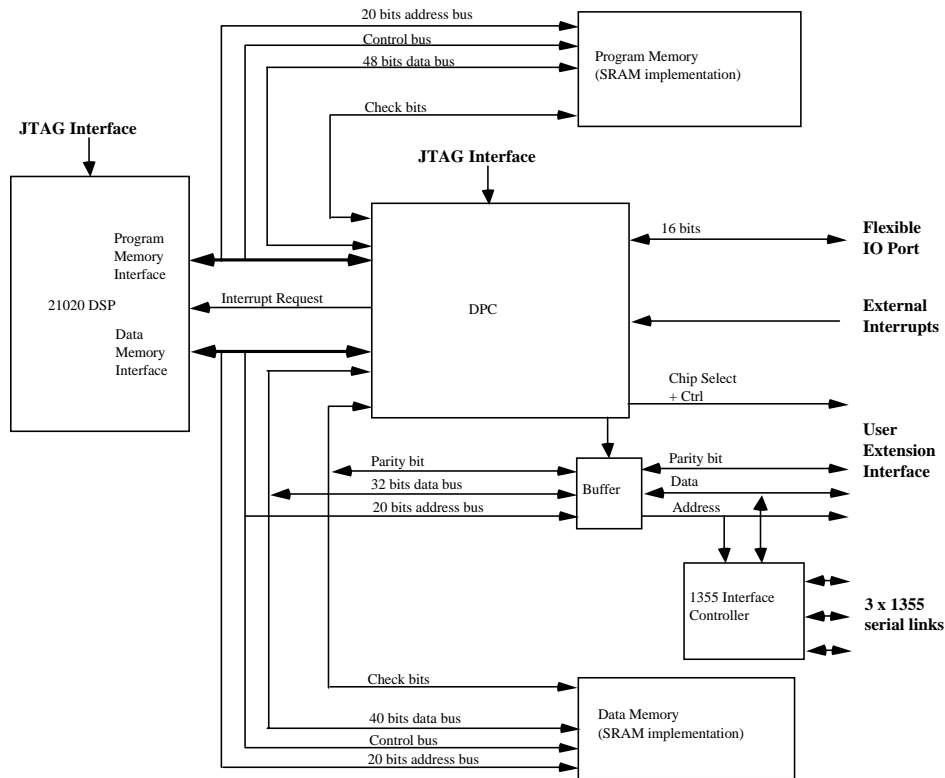 20 bits address bus
Control bus
48 bits data bus
Check bits
Program Memory
(SRAM implementation)
JTAG Interface
JTAG Interface
Program
Memory
Interface
21020 DSP
Data
Memory
Interface
Interrupt Request
DPC
16 bits
Flexible
IO Port
External
Interrupts
Chip Select
+ Ctrl
User
Extension
Interface
Parity bit
32 bits data bus
20 bits address bus
Buffer
Parity bit
Data
Address
1355 Interface
Controller
3 x 1355
serial links
Check bits
40 bits data bus
Control bus
20 bits address bus
Data Memory
(SRAM implementation)